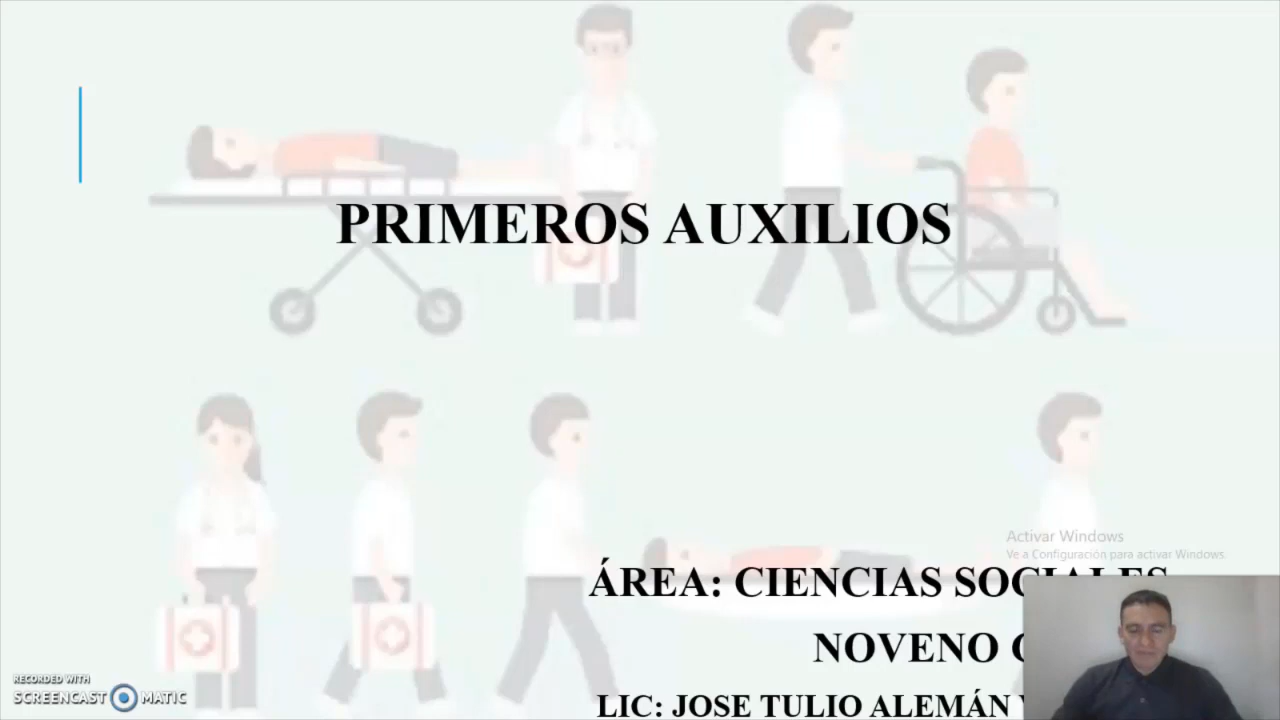 PRIMEROS AUXILIOS
Activar Windows
Ve a Configuración para activar Windows.
ÁREA: CIENCIAS SOCIALES
NOVENO
LIC: JOSE TULIO ALEMÁN
RECORDED WITH
SCREENCAST MATIC